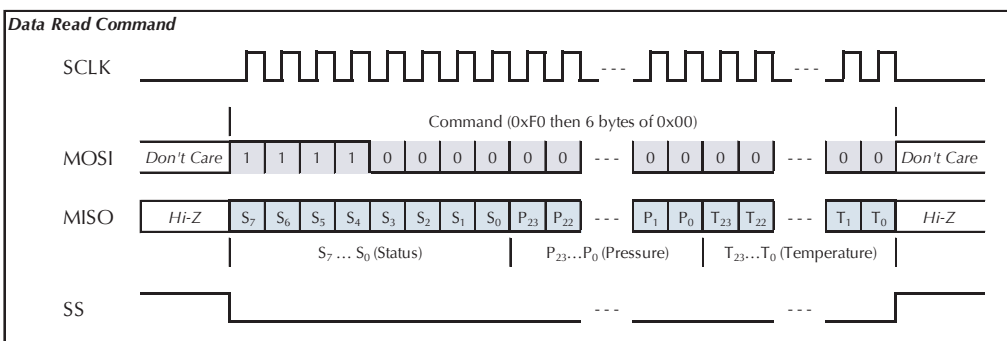 Data Read Command
SCLK - - - - - -
Command (0xF0 then 6 bytes of 0x00)
MOSI Don't Care 1 1 1 1 0 0 0 0 0 0 - - - 0 0 0 0 - - - 0 0 Don't Care
MISO Hi-Z S7 S6 S5 S4 S3 S2 S1 S0 P23 P22 - - - P1 P0 T23 T22 - - - T1 T0 Hi-Z
S7 ... S0 (Status) P23...P0 (Pressure) T23...T0 (Temperature)
SS - - - - - -